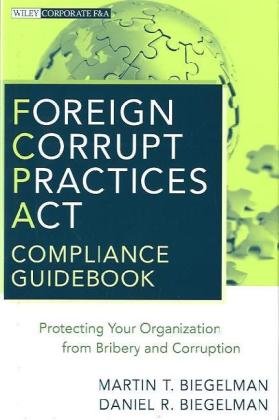 WILEY CORPORATE F&A
FOREIGN
CORRUPT
PRACTICES
ACT
COMPLIANCE
GUIDEBOOK
Protecting Your Organization
from Bribery and Corruption
MARTIN T. BIEGELMAN
DANIEL R. BIEGELMAN